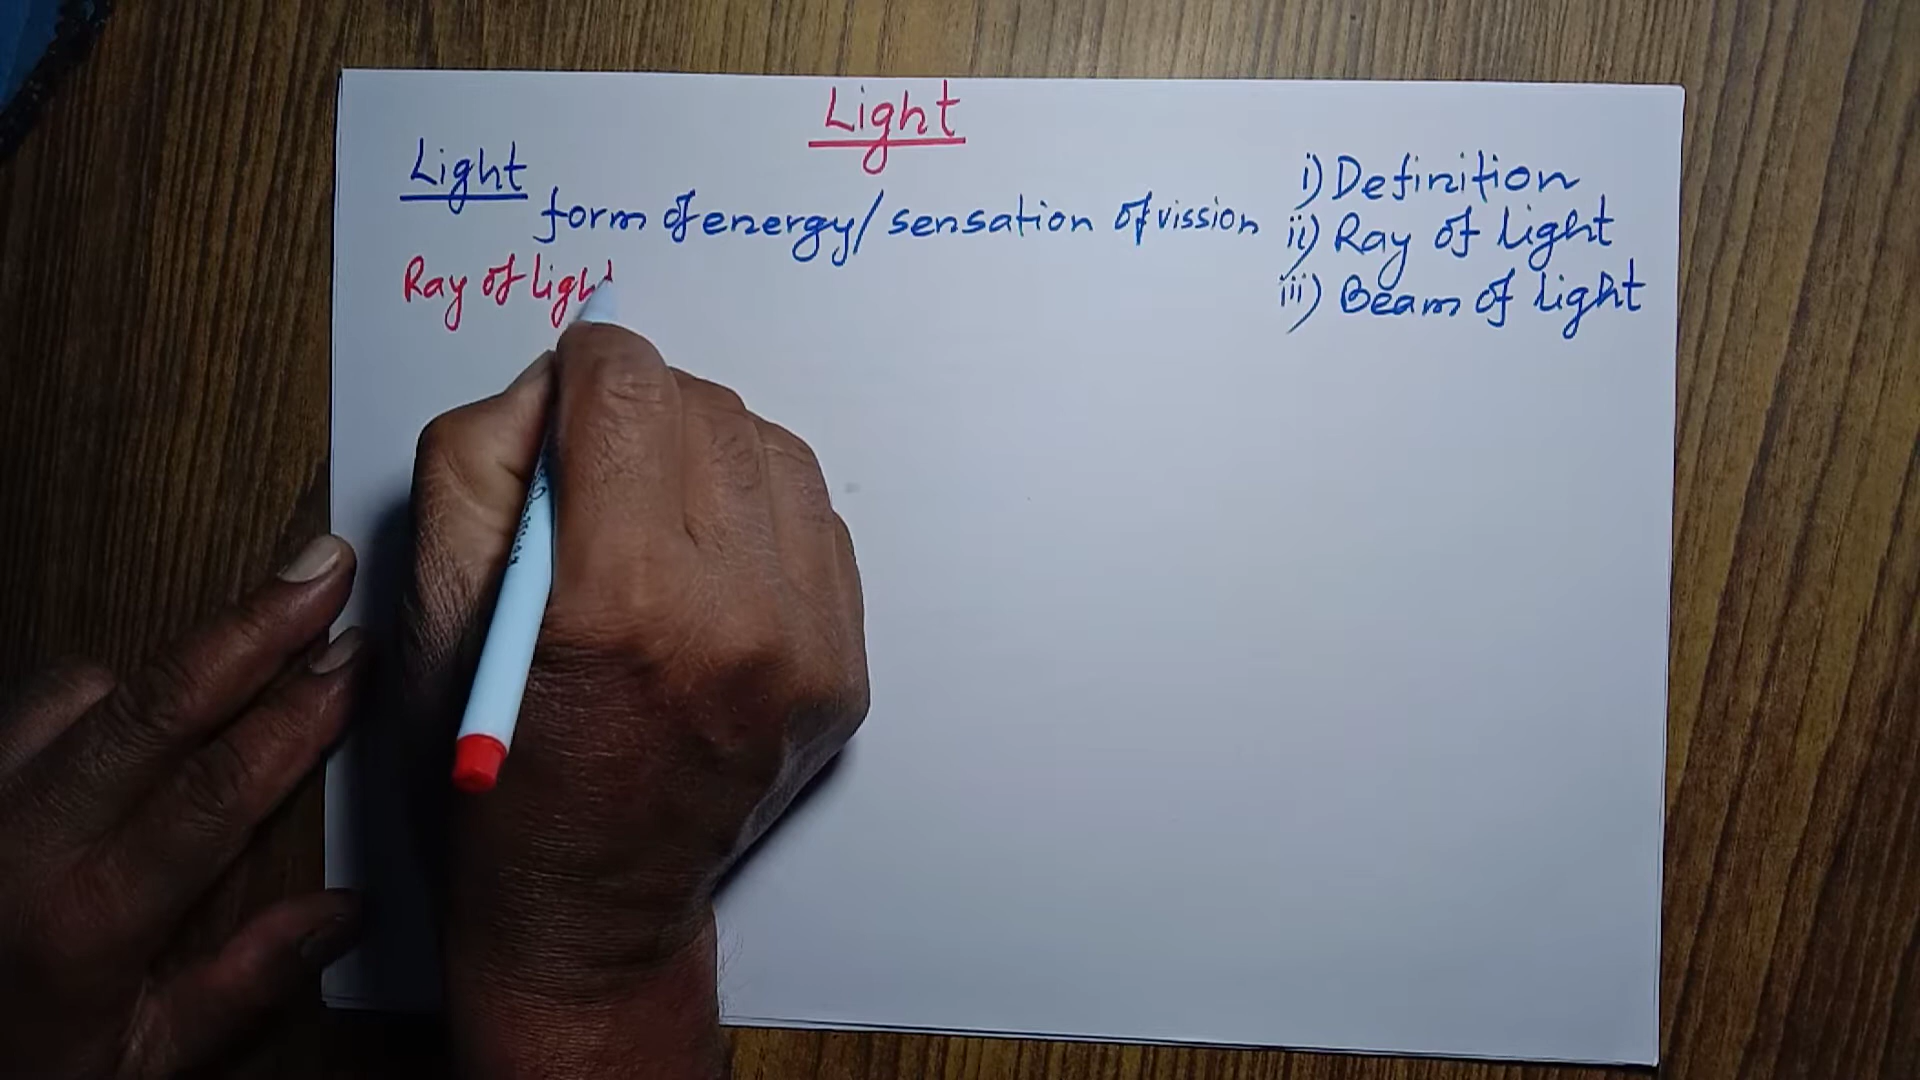 Light
Light
form of energy/sensation of vission
Ray of Ligh
i) Definition
ii) Ray of light
iii) Beam of light